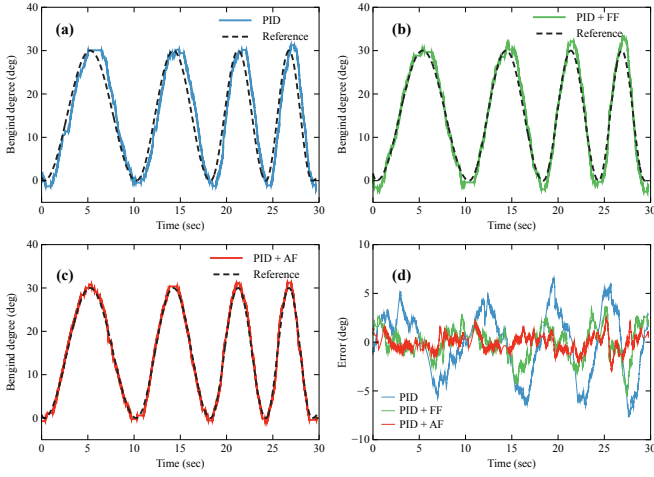 (a)
PID
Reference
40
30
20
10
0
Bengind degree (deg)
0 5 10 15 20 25 30
Time (sec)
(b)
PID + FF
Reference
40
30
20
10
0
Bengind degree (deg)
0 5 10 15 20 25 30
Time (sec)
(c)
PID + AF
Reference
40
30
20
10
0
Bengind degree (deg)
0 5 10 15 20 25 30
Time (sec)
(d)
10
5
0
−5
−10
Error (deg)
PID
PID + FF
PID + AF
0 5 10 15 20 25 30
Time (sec)